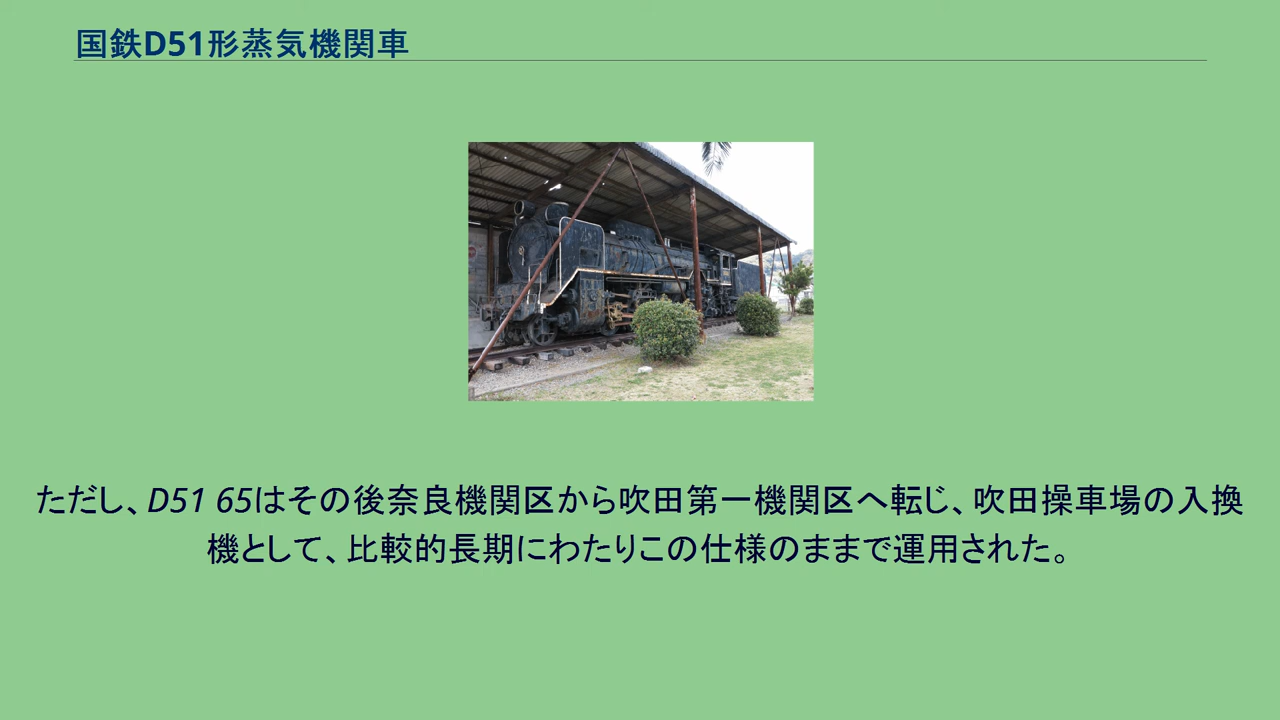 国鉄D51形蒸気機関車
ただし、D51 65はその後奈良機関区から吹田第一機関区へ転じ、吹田操車場の入換
機として、比較的長期にわたりこの仕様のままで運用された。